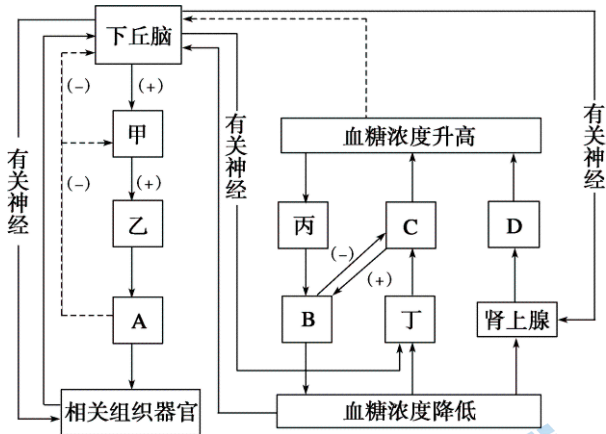 下丘脑
(-)
(+)
甲
(-)
(+)
乙
A
相关组织器官
有关神经
有关神经
有关神经
血糖浓度升高
丙
C
D
(-)
(+)
B
丁
肾上腺
血糖浓度降低